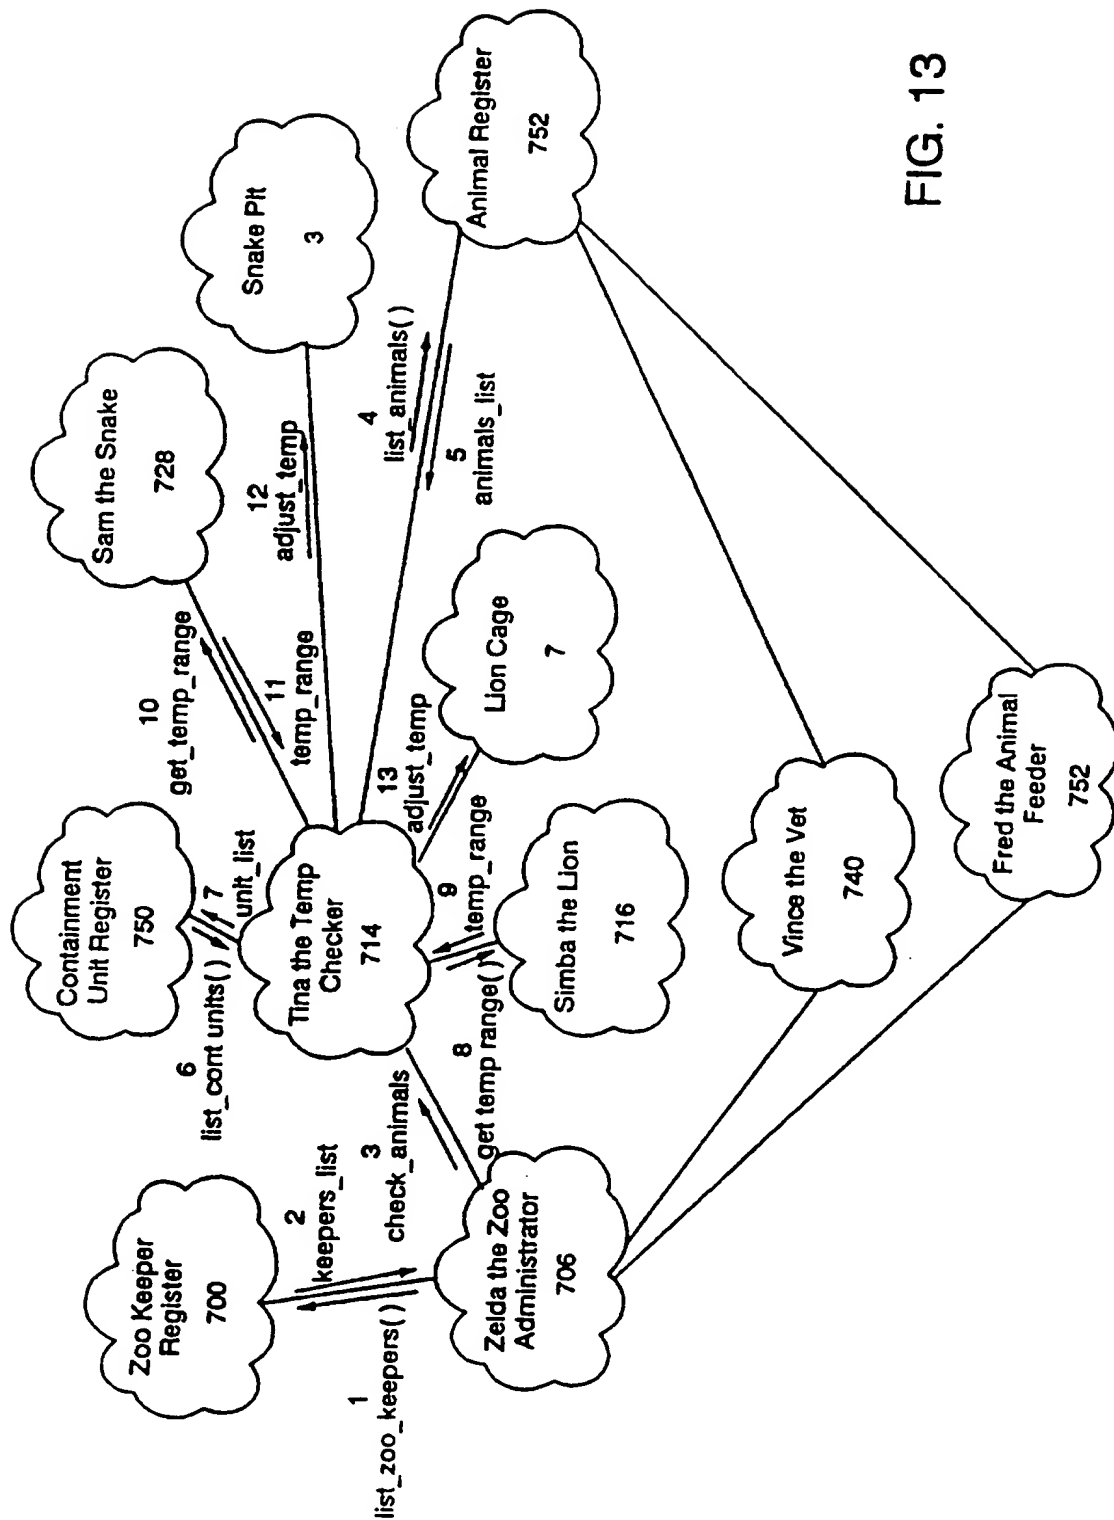 Zoo Keeper
Register
700
1
list_zoo_keepers()
2
keepers_list
Zelda the Zoo
Administrator
706
3
check_animals
Containment
Unit Register
750
6
list_cont units()
7
unit_list
Tina the Temp
Checker
714
8
get temp range()
9
temp_range
Simba the Lion
716
10
get_temp_range
11
temp_range
Sam the Snake
728
12
adjust_temp
Snake Pit
3
13
adjust_temp
Lion Cage
7
4
list_animals()
5
animals_list
Animal Register
752
Vince the Vet
740
Fred the Animal
Feeder
752
FIG. 13